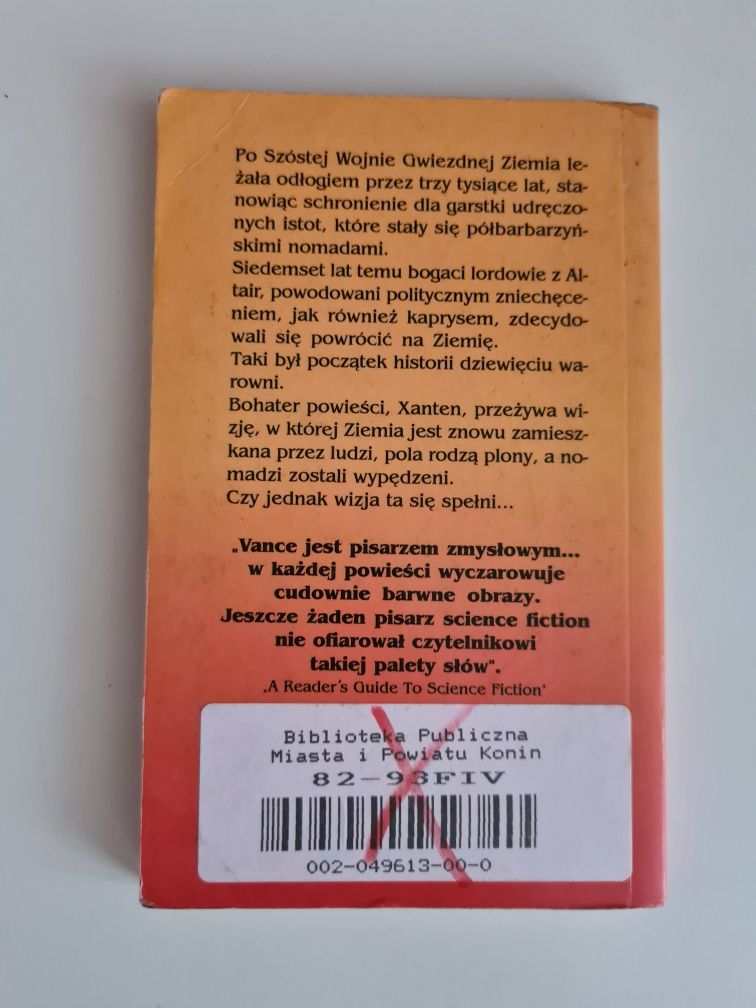 Po Szóstej Wojnie Gwiezdnej Ziemia le-
żała odłogiem przez trzy tysiące lat, sta-
nowiąc schronienie dla garstki udręczo-
nych istot, które stały się półbarbarzyń-
skimi nomadami.
Siedemset lat temu bogaci lordowie z Al-
tair, powodowani politycznym zniechęce-
niem, jak również kaprysem, zdecydo-
wali się powrócić na Ziemię.
Taki był początek historii dziewięciu wa-
rowni.
Bohater powieści, Xanten, przeżywa wi-
zję, w której Ziemia jest znowu zamiesz-
kana przez ludzi, pola rodzą plony, a no-
madzi zostali wypędzeni.
Czy jednak wizja ta się spełni...
„Vance jest pisarzem zmysłowym...
w każdej powieści wyczarowuje
cudownie barwne obrazy.
Jeszcze żaden pisarz science fiction
nie ofiarował czytelnikowi
takiej palety słów".
„A Reader's Guide To Science Fiction"
Biblioteka Publiczna
Miasta i Powiatu Konin
82-93FIV
002-049613-00-0